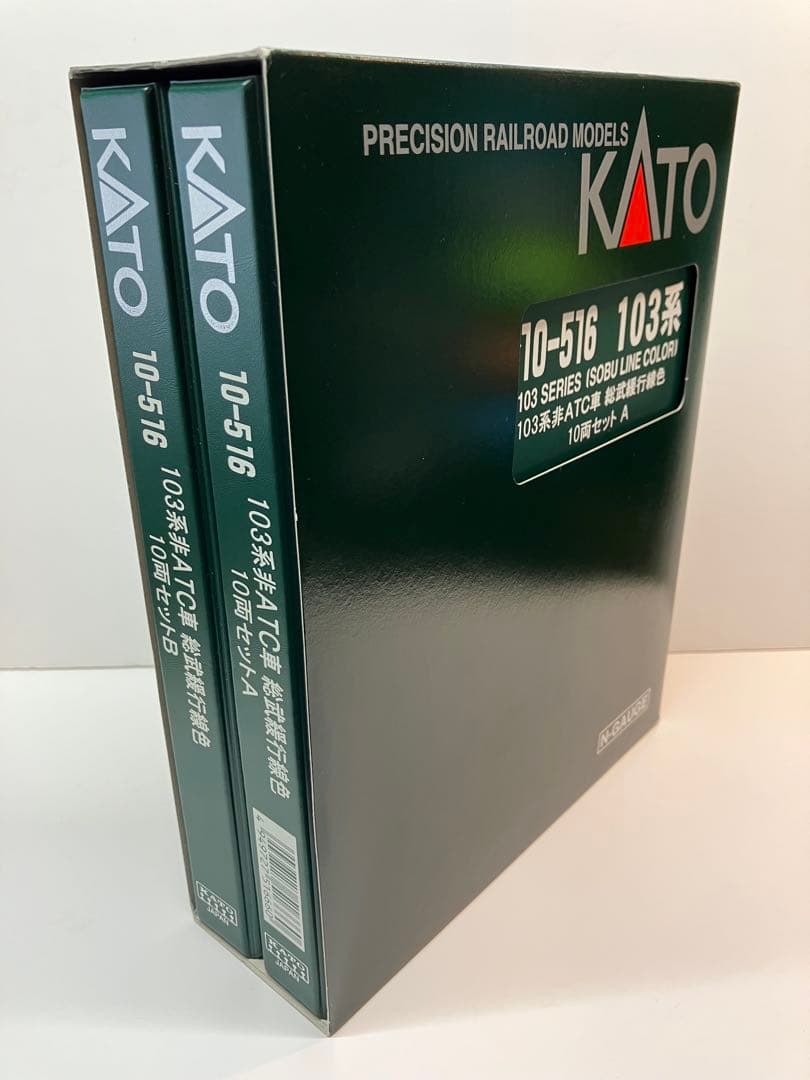 KATO
10-516
103系非ATC車 総武緩行線色
10両セットB
KATO
JAPAN
KATO
10-516
103系非ATC車 総武緩行線色
10両セットA
KATO
JAPAN
PRECISION RAILROAD MODELS
KATO
10-516 103系
103 SERIES (SOBU LINE COLOR)
103系非ATC車 総武緩行線色
10両セット A
N-GAUGE